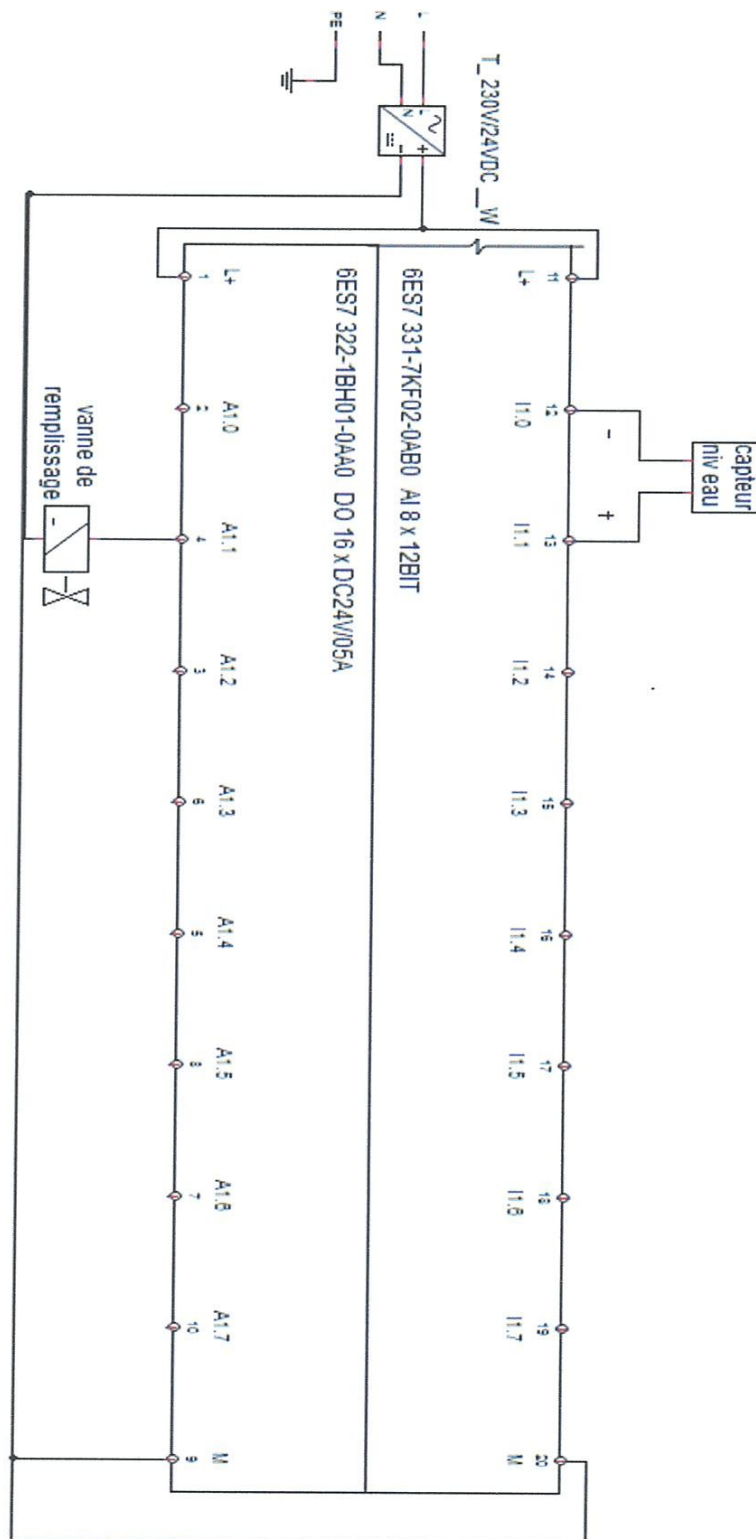 L
N
PE
T_230V/24VDC_W
L
N
+
-
capteur
niveau
-
+
11
12
13
14
15
16
17
18
19
20
L+
I1.0
I1.1
I1.2
I1.3
I1.4
I1.5
I1.6
I1.7
M
6ES7 331-7KF02-0AB0 AI 8 x 12BIT
6ES7 322-1BH01-0AA0 DO 16 x DC24V/05A
L+
A1.0
A1.1
A1.2
A1.3
A1.4
A1.5
A1.6
A1.7
M
1
2
4
3
6
5
8
7
10
9
vanne de
remplissage
-